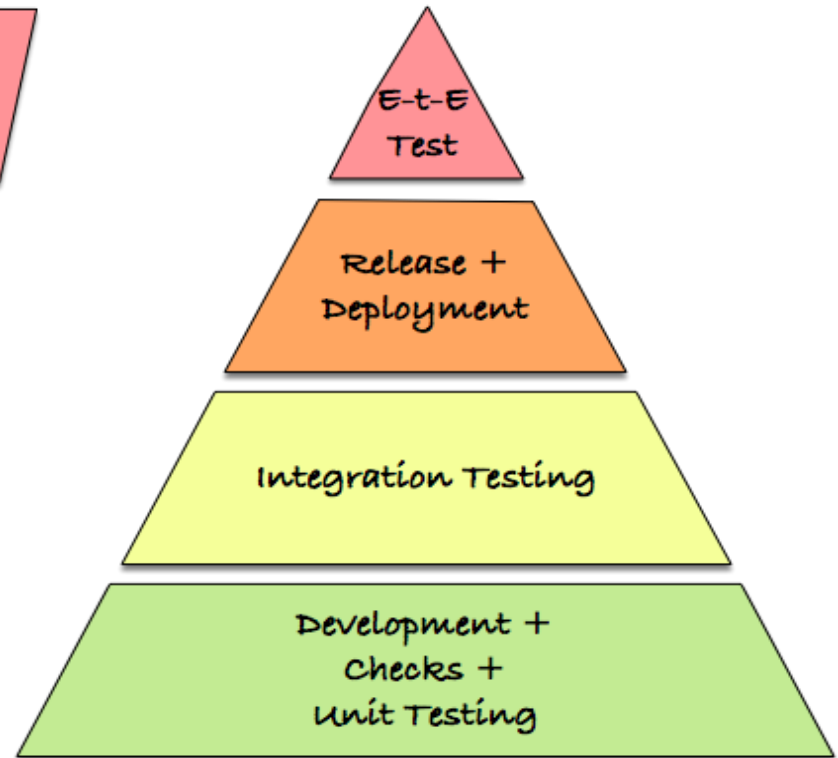 E-t-E
Test
Release +
Deployment
Integration Testing
Development +
Checks +
Unit Testing